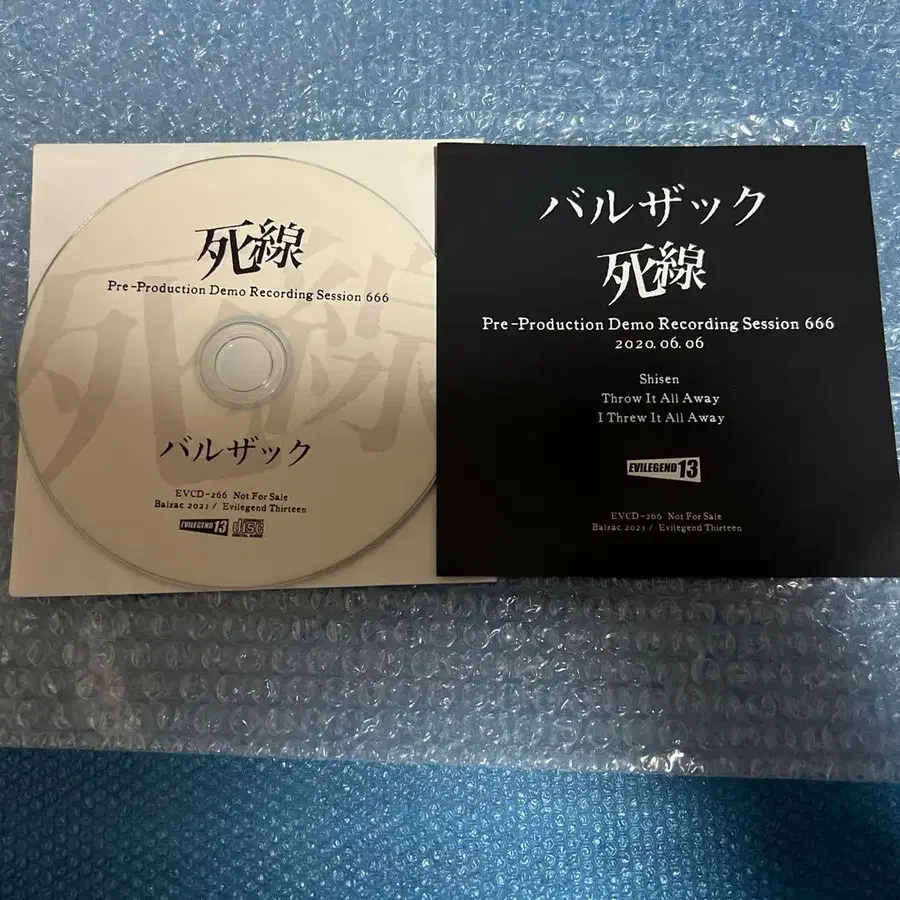 死線
Pre-Production Demo Recording Session 666
バルザック
EVCD-266 Not For Sale
Balzac 2021 / Evilegend Thirteen
EVILEGEND 13
disc
DIGITAL AUDIO
バルザック
死線
Pre-Production Demo Recording Session 666
2020.06.06
Shisen
Throw It All Away
I Threw It All Away
EVILEGEND 13
EVCD-266 Not For Sale
Balzac 2021 / Evilegend Thirteen